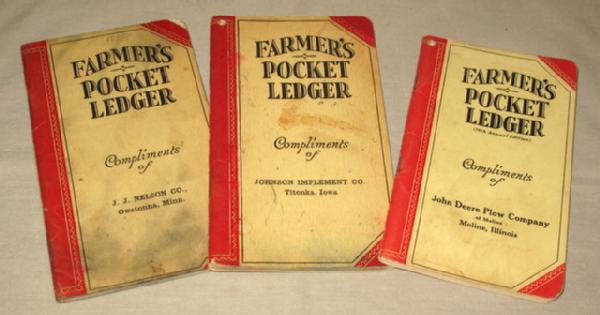 FARMER'S
POCKET
LEDGER
Compliments
of
J. J. NELSON CO.,
Owatonna, Minn.
FARMER'S
POCKET
LEDGER
Compliments
of
JOHNSON IMPLEMENT CO.
Titonka, Iowa
FARMER'S
POCKET
LEDGER
Compliments
of
John Deere Plow Company
of Moline
Moline, Illinois